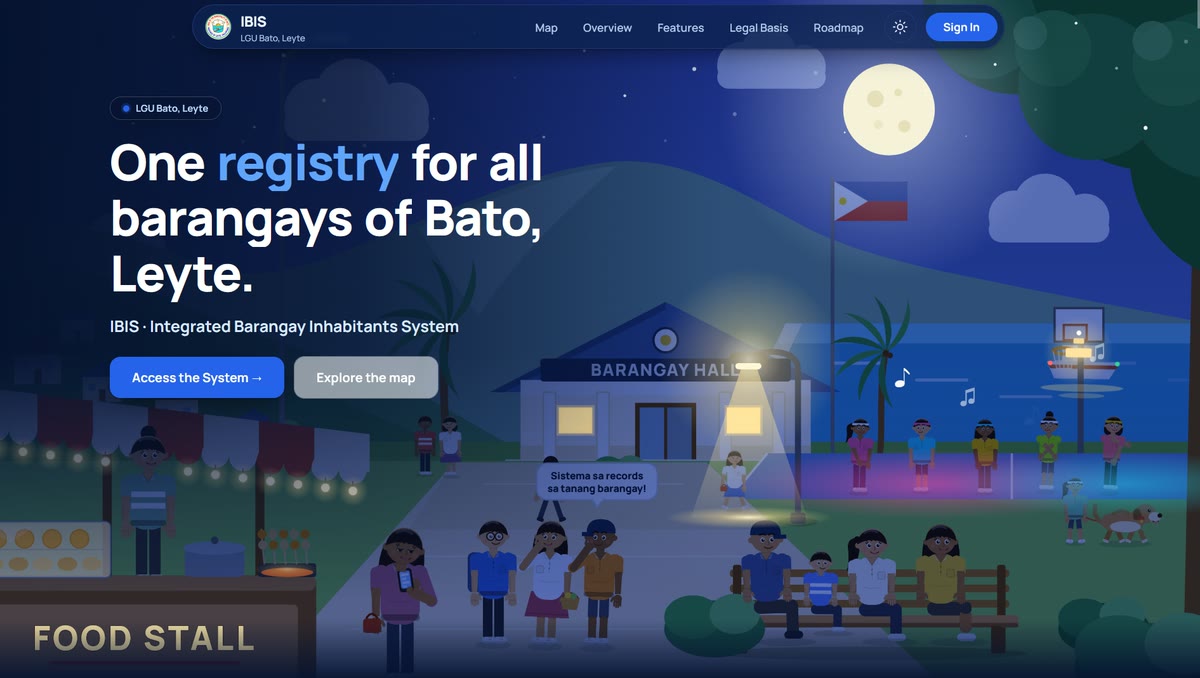 IBIS
LGU Bato, Leyte
Map
Overview
Features
Legal Basis
Roadmap
Sign In
LGU Bato, Leyte
One registry for all
barangays of Bato,
Leyte.
IBIS · Integrated Barangay Inhabitants System
Access the System →
Explore the map
BARANGAY HALL
Sistema sa records
sa tanang barangay!
FOOD STALL